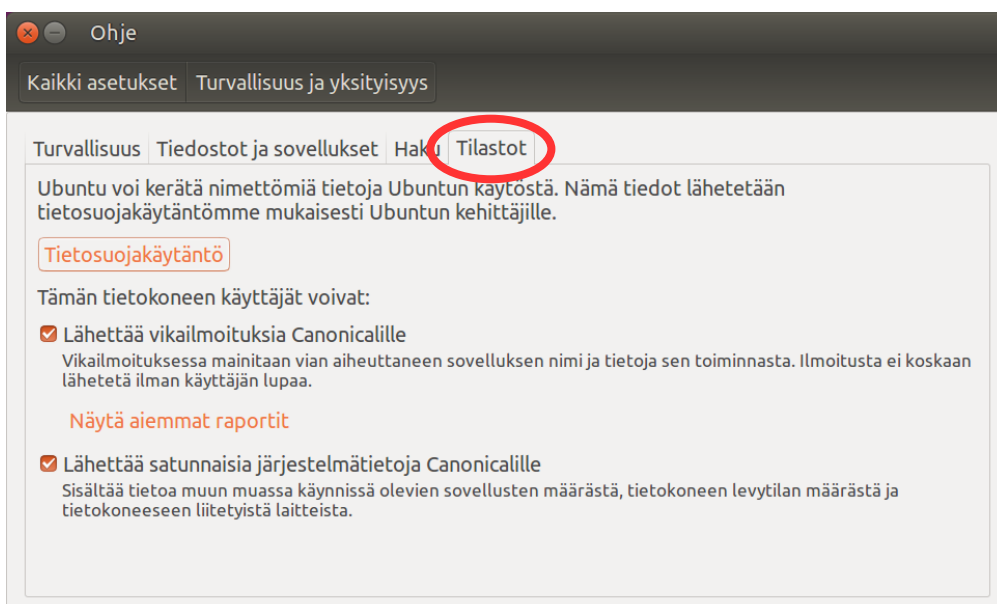 Ohje
Kaikki asetukset Turvallisuus ja yksityisyys
Turvallisuus Tiedostot ja sovellukset Haku Tilastot
Ubuntu voi kerätä nimettömiä tietoja Ubuntun käytöstä. Nämä tiedot lähetetään
tietosuojakäytäntömme mukaisesti Ubuntun kehittäjille.
Tietosuojakäytäntö
Tämän tietokoneen käyttäjät voivat:
Lähettää vikailmoituksia Canonicalille
Vikailmoituksessa mainitaan vian aiheuttaneen sovelluksen nimi ja tietoja sen toiminnasta. Ilmoitusta ei koskaan
lähetetä ilman käyttäjän lupaa.
Näytä aiemmat raportit
Lähettää satunnaisia järjestelmätietoja Canonicalille
Sisältää tietoa muun muassa käynnissä olevien sovellusten määrästä, tietokoneen levytilan määrästä ja
tietokoneeseen liitetyistä laitteista.